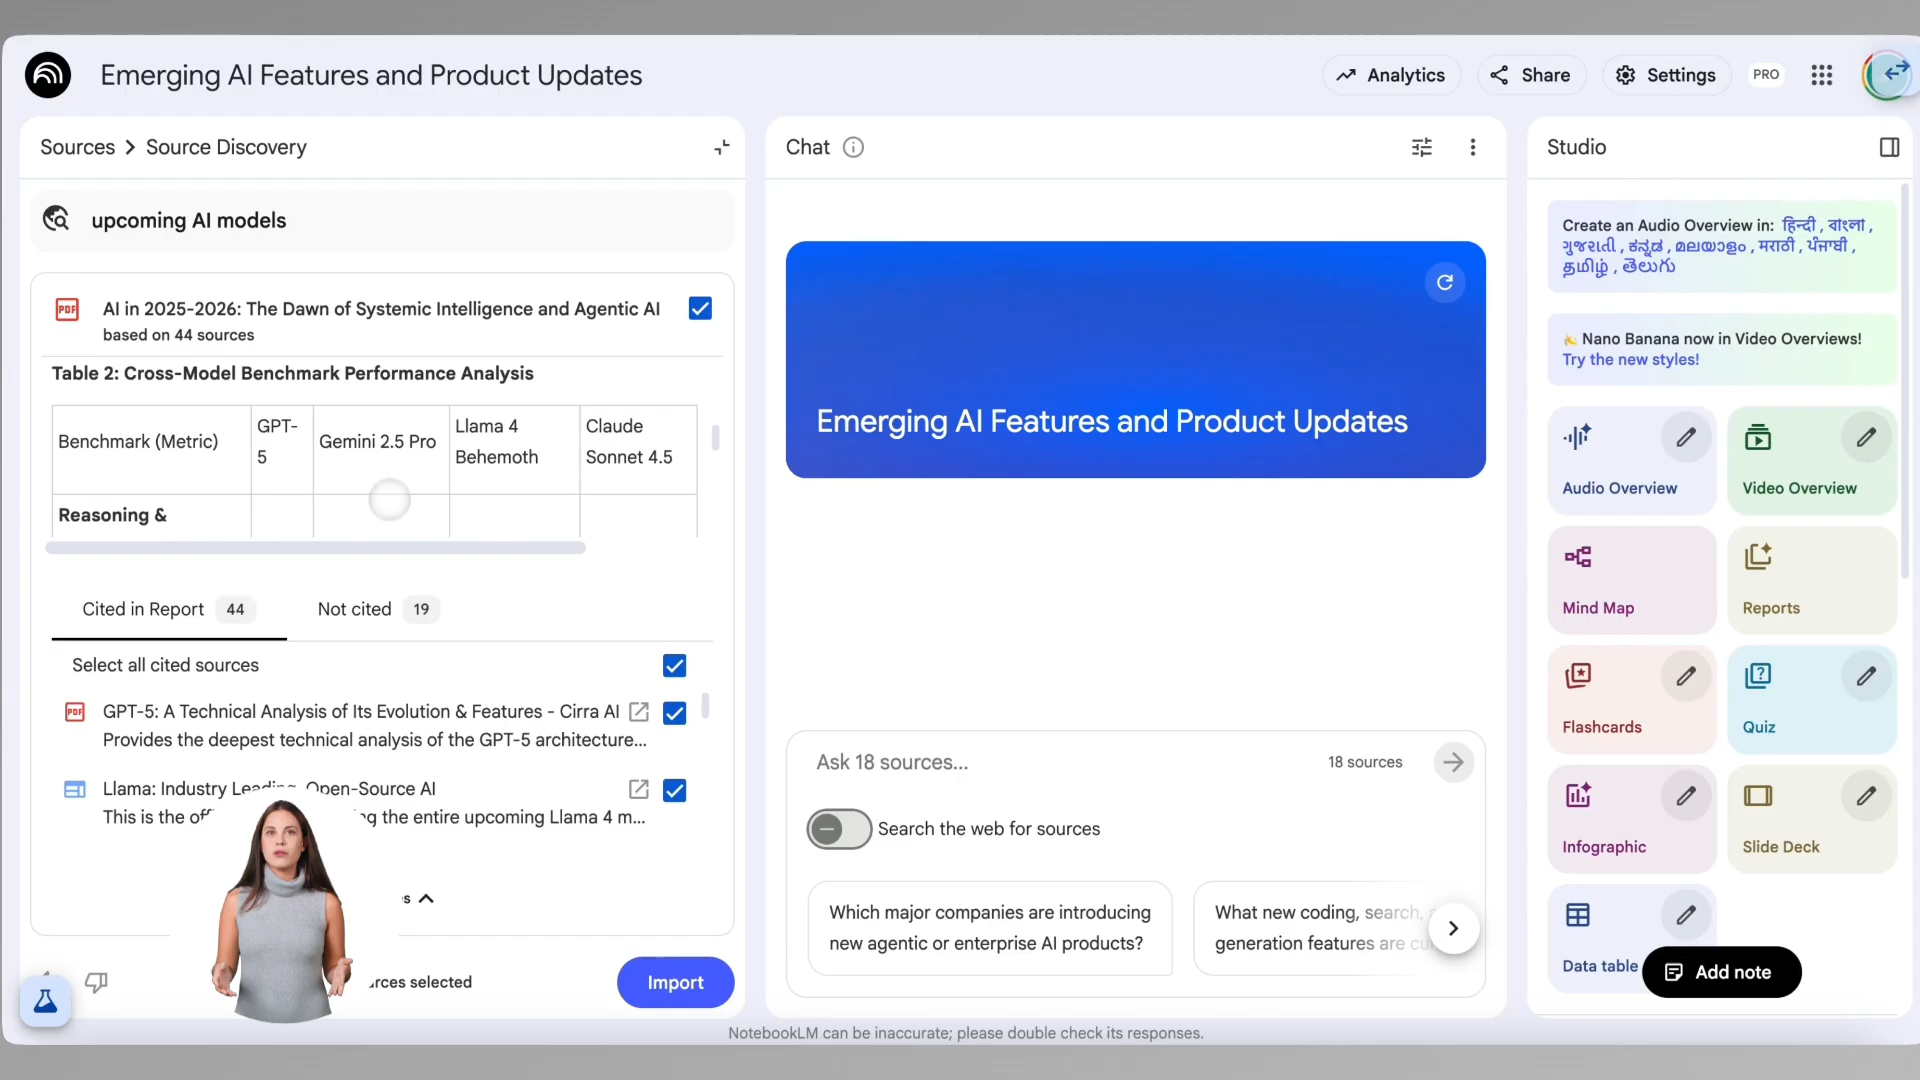 Emerging AI Features and Product Updates
Analytics
Share
Settings
PRO
Sources > Source Discovery
upcoming AI models
PDF
AI in 2025-2026: The Dawn of Systemic Intelligence and Agentic AI
based on 44 sources
Table 2: Cross-Model Benchmark Performance Analysis
Benchmark (Metric)
GPT-
5
Gemini 2.5 Pro
Llama 4
Behemoth
Claude
Sonnet 4.5
Reasoning &
Cited in Report 44
Not cited 19
Select all cited sources
PDF
GPT-5: A Technical Analysis of Its Evolution & Features - Cirra AI
Provides the deepest technical analysis of the GPT-5 architecture...
Llama: Industry Leading, Open-Source AI
This is the of
the entire upcoming Llama 4 m...
selected
Import
Chat
Emerging AI Features and Product Updates
Ask 18 sources...
18 sources
Search the web for sources
Which major companies are introducing
new agentic or enterprise AI products?
What new coding, search,
generation features are
NotebookLM can be inaccurate; please double check its responses.
Studio
Create an Audio Overview in: हिन्दी , বাংলা ,
ગુજરાતી , ಕನ್ನಡ , മലയാളം , मराठी , ਪੰਜਾਬੀ ,
தமிழ் , తెలుగు
Nano Banana now in Video Overviews!
Try the new styles!
Audio Overview
Video Overview
Mind Map
Reports
Flashcards
Quiz
Infographic
Slide Deck
Data table
Add note